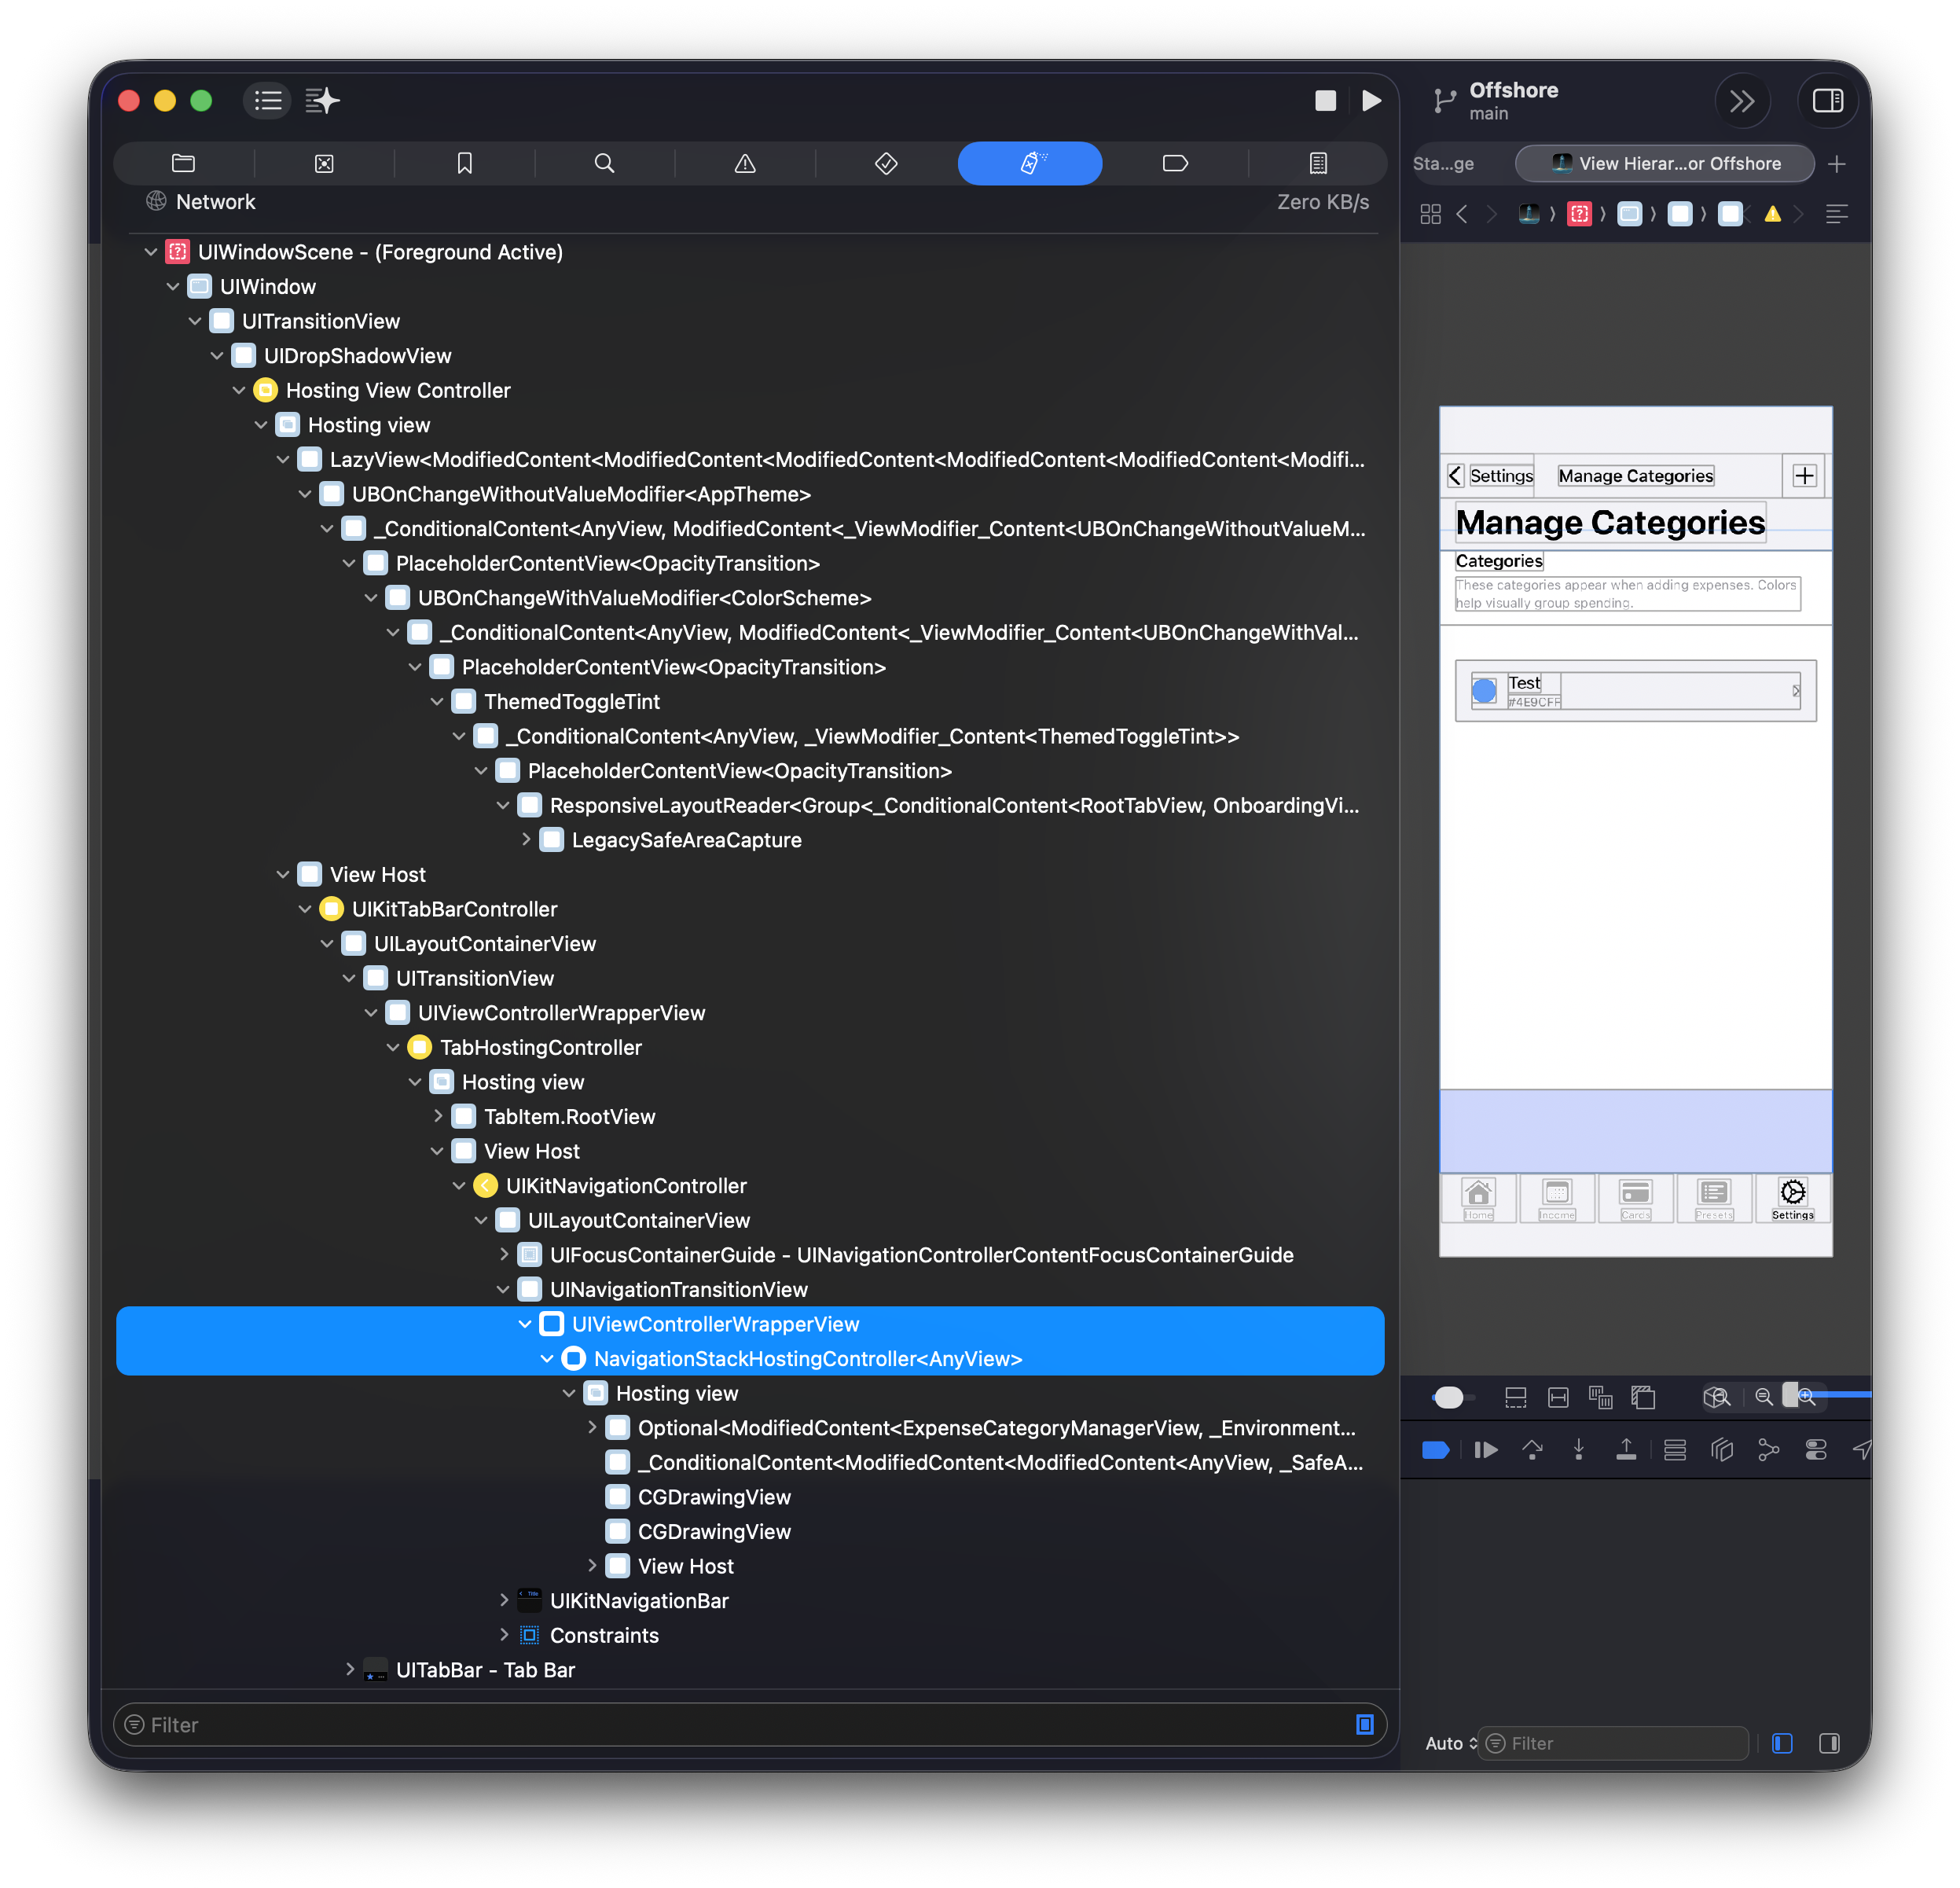 Offshore
main
Sta...ge
View Hierar...or Offshore
Network
Zero KB/s
UIWindowScene - (Foreground Active)
UIWindow
UITransitionView
UIDropShadowView
Hosting View Controller
Hosting view
LazyView<ModifiedContent<ModifiedContent<ModifiedContent<ModifiedContent<ModifiedContent<Modifi...
UBOnChangeWithoutValueModifier<AppTheme>
_ConditionalContent<AnyView, ModifiedContent<_ViewModifier_Content<UBOnChangeWithoutValueM...
PlaceholderContentView<OpacityTransition>
UBOnChangeWithValueModifier<ColorScheme>
_ConditionalContent<AnyView, ModifiedContent<_ViewModifier_Content<UBOnChangeWithVal...
PlaceholderContentView<OpacityTransition>
ThemedToggleTint
_ConditionalContent<AnyView, _ViewModifier_Content<ThemedToggleTint>>
PlaceholderContentView<OpacityTransition>
ResponsiveLayoutReader<Group<_ConditionalContent<RootTabView, OnboardingVi...
LegacySafeAreaCapture
View Host
UIKitTabBarController
UILayoutContainerView
UITransitionView
UIViewControllerWrapperView
TabHostingController
Hosting view
TabItem.RootView
View Host
UIKitNavigationController
UILayoutContainerView
UIFocusContainerGuide - UINavigationControllerContentFocusContainerGuide
UINavigationTransitionView
UIViewControllerWrapperView
NavigationStackHostingController<AnyView>
Hosting view
Optional<ModifiedContent<ExpenseCategoryManagerView, _Environment...
_ConditionalContent<ModifiedContent<ModifiedContent<AnyView, _SafeA...
CGDrawingView
CGDrawingView
View Host
UIKitNavigationBar
Constraints
UITabBar - Tab Bar
Filter
Settings
Manage Categories
Manage Categories
Categories
These categories appear when adding expenses. Colors
help visually group spending.
Test
#4E9CFF
Home
Income
Cards
Presets
Settings
Auto
Filter